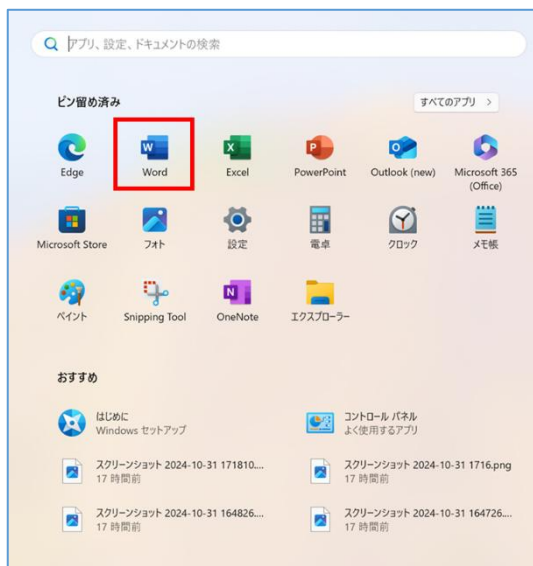 アプリ、設定、ドキュメントの検索
ピン留め済み
すべてのアプリ >
Edge
Word
Excel
PowerPoint
Outlook (new)
Microsoft 365
(Office)
Microsoft Store
フォト
設定
電卓
クロック
メモ帳
ペイント
Snipping Tool
OneNote
エクスプローラー
おすすめ
はじめに
Windows セットアップ
コントロール パネル
よく使用するアプリ
スクリーンショット 2024-10-31 171810....
17 時間前
スクリーンショット 2024-10-31 1716.png
17 時間前
スクリーンショット 2024-10-31 164826....
17 時間前
スクリーンショット 2024-10-31 164726....
17 時間前